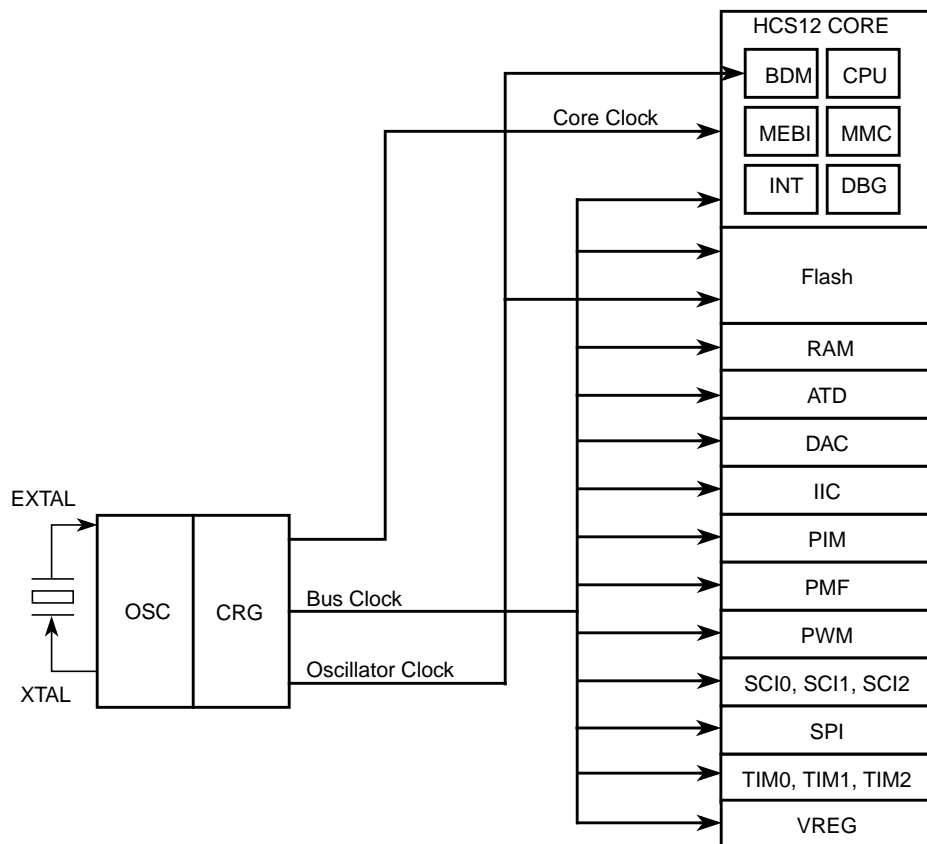 HCS12 CORE
BDM
CPU
Core Clock
MEBI
MMC
INT
DBG
Flash
RAM
ATD
DAC
IIC
EXTAL
PIM
PMF
Bus Clock
OSC
CRG
PWM
Oscillator Clock
SCI0, SCI1, SCI2
XTAL
SPI
TIM0, TIM1, TIM2
VREG